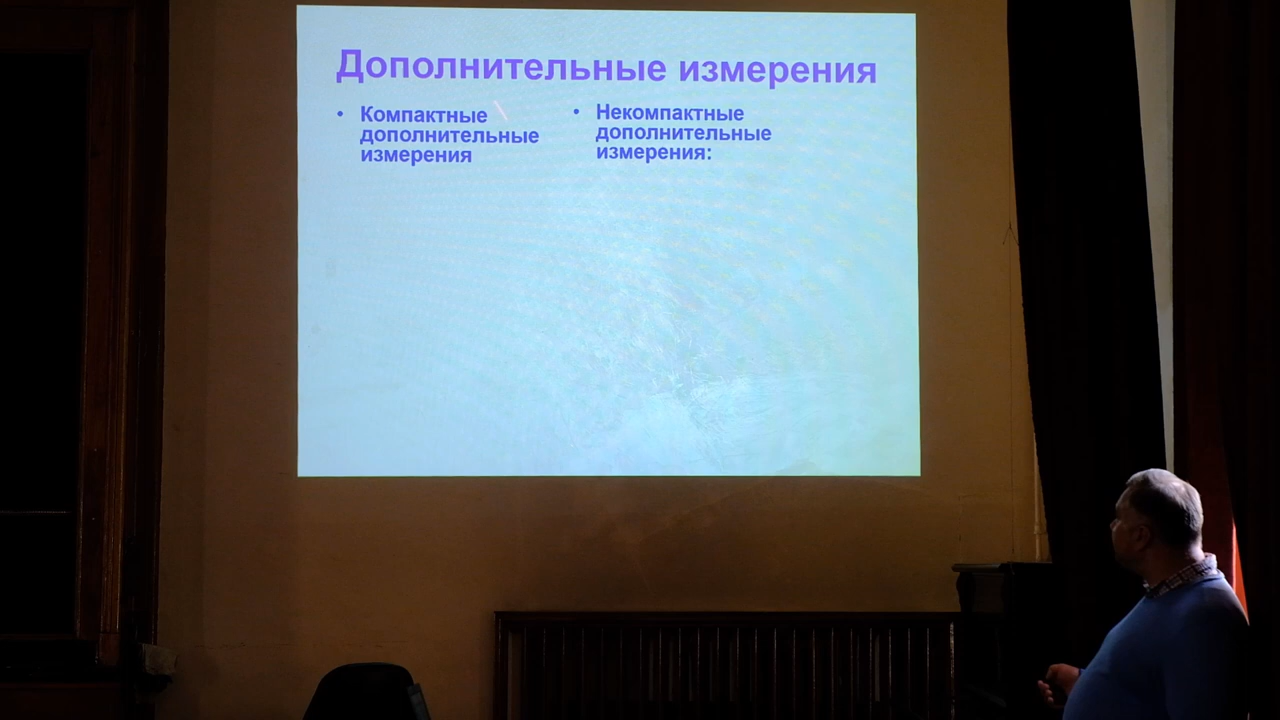 Дополнительные измерения
• Компактные
дополнительные
измерения
• Некомпактные
дополнительные
измерения: